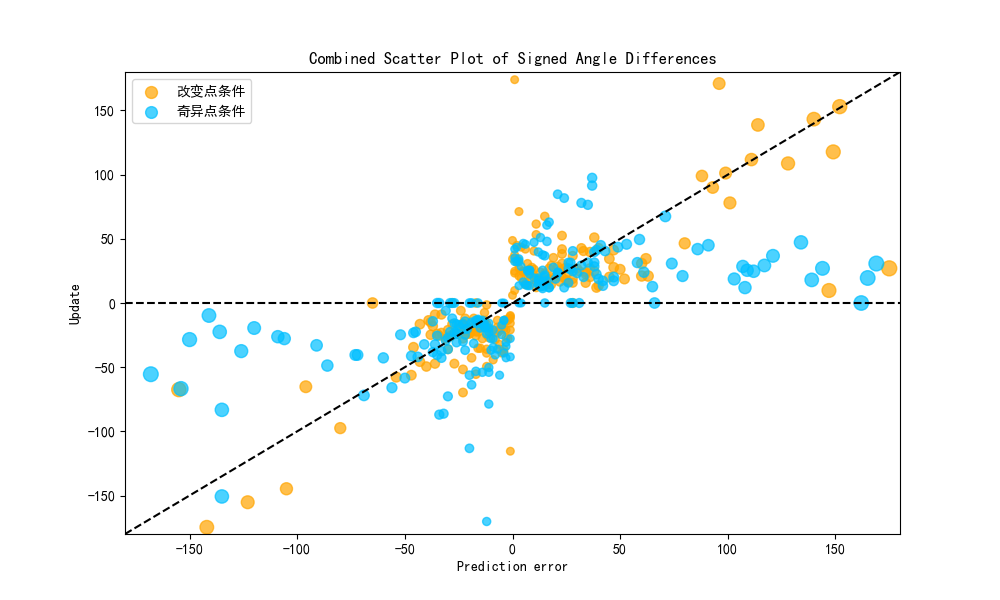 Combined Scatter Plot of Signed Angle Differences
改变点条件
奇异点条件
150
100
50
0
−50
−100
−150
Update
−150 −100 −50 0 50 100 150
Prediction error